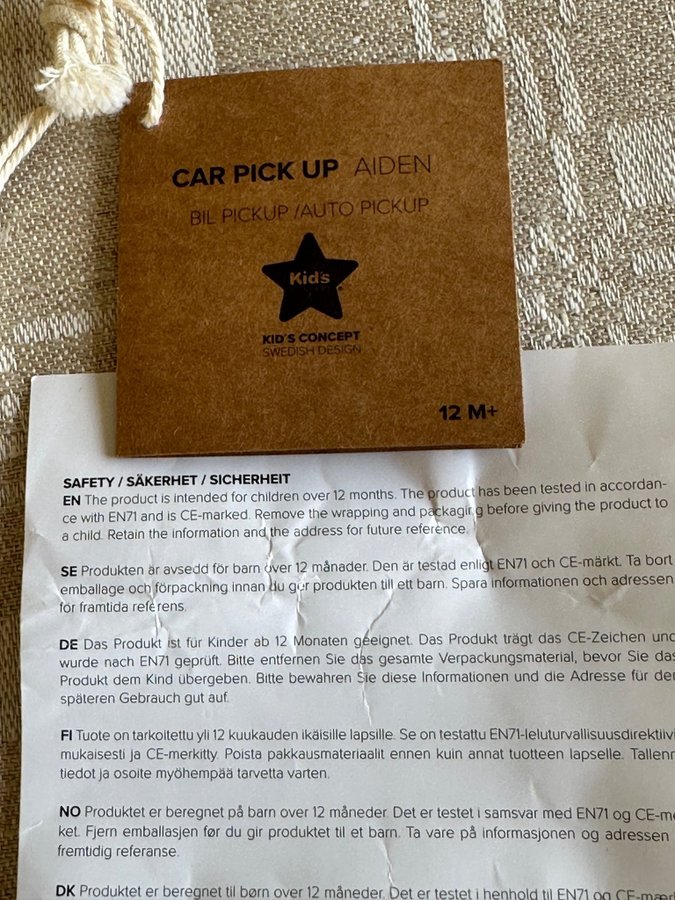 CAR PICK UP AIDEN
BIL PICKUP /AUTO PICKUP
Kid's
KID'S CONCEPT
SWEDISH DESIGN
12 M+
SAFETY / SÄKERHET / SICHERHEIT
EN The product is intended for children over 12 months. The product has been tested in accordan-
ce with EN71 and is CE-marked. Remove the wrapping and packaging before giving the product to
a child. Retain the information and the address for future reference.
SE Produkten är avsedd för barn över 12 månader. Den är testad enligt EN71 och CE-märkt. Ta bort
emballage och förpackning innan du ger produkten till ett barn. Spara informationen och adressen
för framtida referens.
DE Das Produkt ist für Kinder ab 12 Monaten geeignet. Das Produkt trägt das CE-Zeichen und
wurde nach EN71 geprüft. Bitte entfernen Sie das gesamte Verpackungsmaterial, bevor Sie das
Produkt dem Kind übergeben. Bitte bewahren Sie diese Informationen und die Adresse für den
späteren Gebrauch gut auf.
FI Tuote on tarkoitettu yli 12 kuukauden ikäisille lapsille. Se on testattu EN71-leluturvallisuusdirektiivi
mukaisesti ja CE-merkitty. Poista pakkausmateriaalit ennen kuin annat tuotteen lapselle. Tallenn
tiedot ja osoite myöhempää tarvetta varten.
NO Produktet er beregnet på barn over 12 måneder. Det er testet i samsvar med EN71 og CE-me
ket. Fjern emballasjen før du gir produktet til et barn. Ta vare på informasjonen og adressen
fremtidig referanse.
DK Produktet er beregnet til børn over 12 måneder. Det er testet i henhold til EN71 og CE-mærk